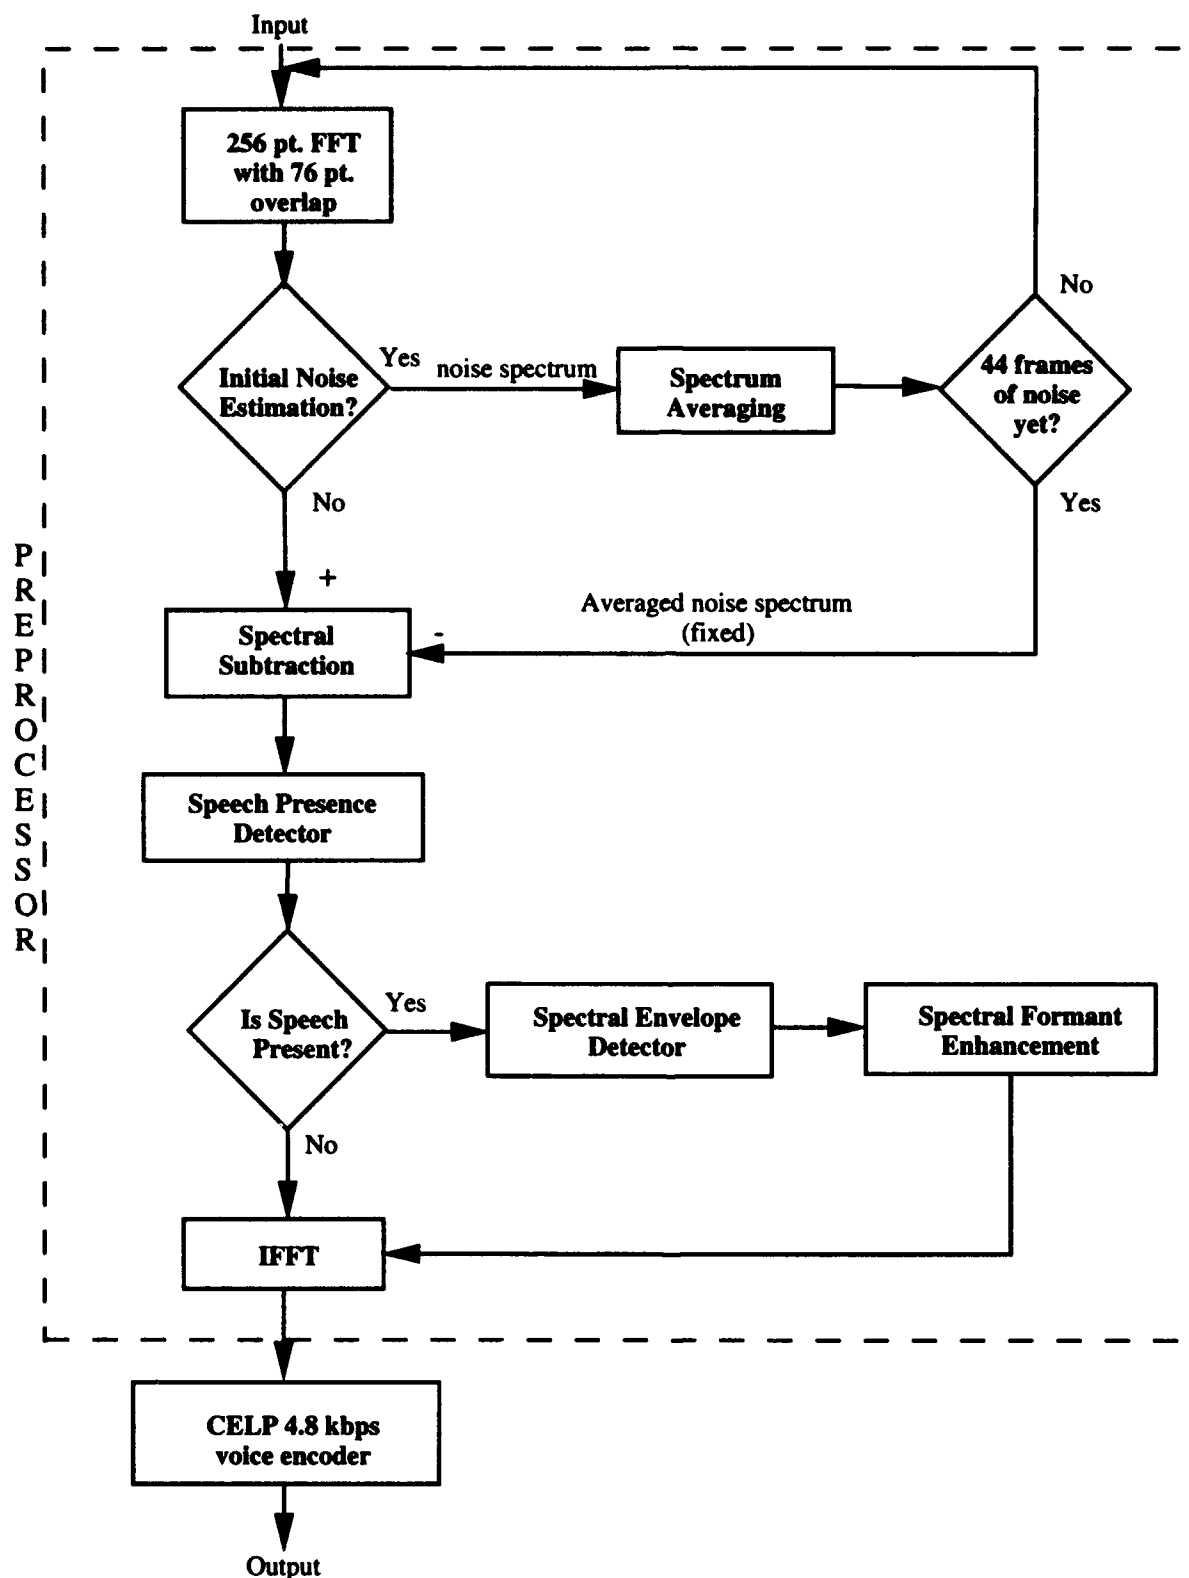 Input
256 pt. FFT
with 76 pt.
overlap
No
Yes
noise spectrum
Initial Noise
Estimation?
Spectrum
Averaging
44 frames
of noise
yet?
No
Yes
+
Averaged noise spectrum
(fixed)
-
Spectral
Subtraction
PREPROCESSOR
Speech Presence
Detector
Yes
Is Speech
Present?
Spectral Envelope
Detector
Spectral Formant
Enhancement
No
IFFT
CELP 4.8 kbps
voice encoder
Output